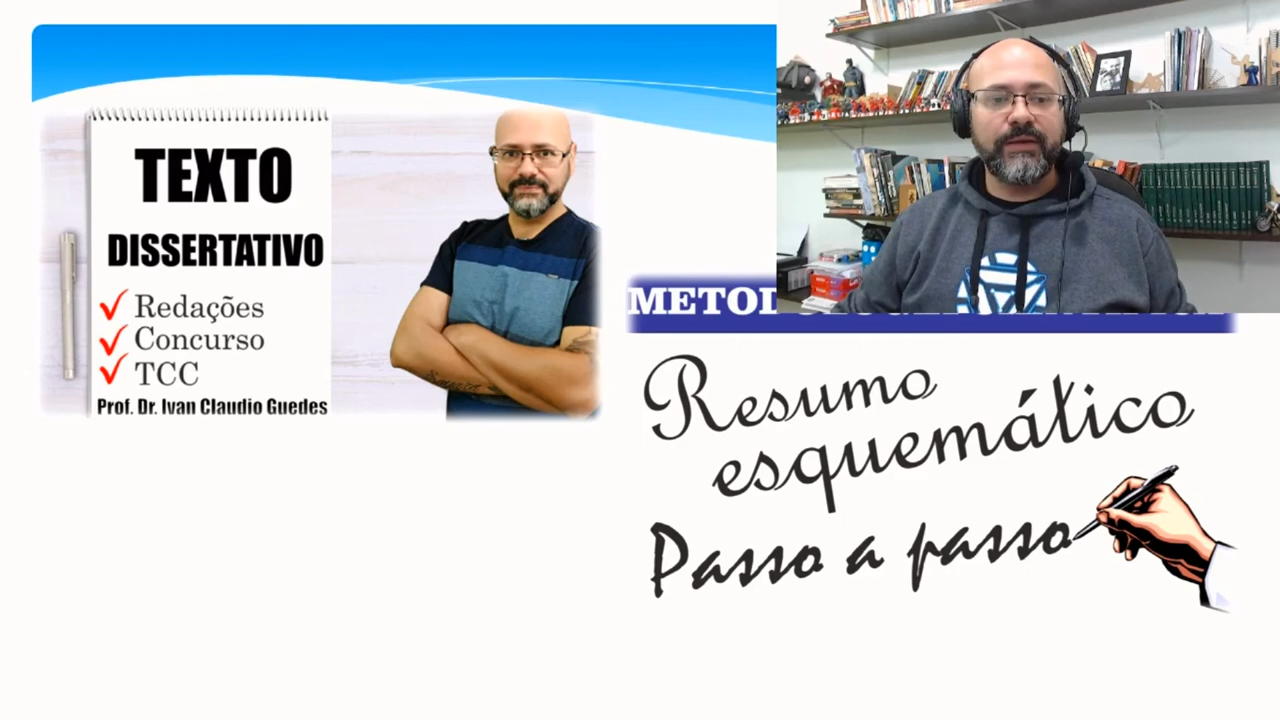 TEXTO
DISSERTATIVO
Redações
Concurso
TCC
Prof. Dr. Ivan Claudio Guedes
Resumo
esquemático
Passo a passo